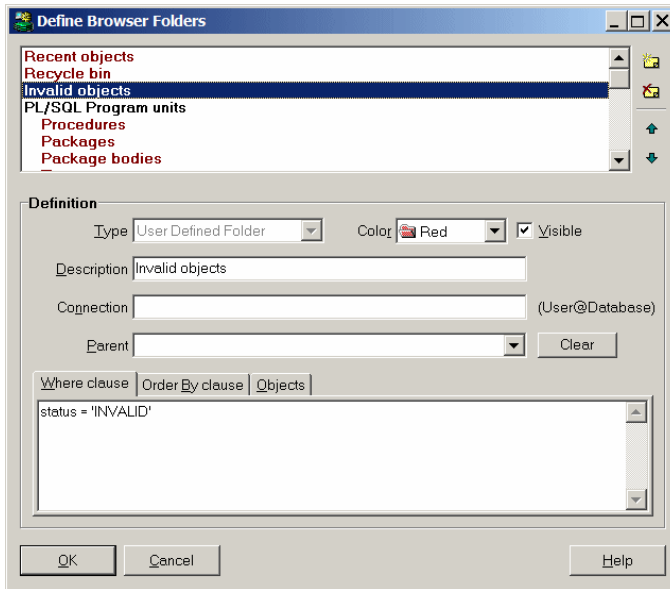 Define Browser Folders
Recent objects
Recycle bin
Invalid objects
PL/SQL Program units
Procedures
Packages
Package bodies
Definition
Type User Defined Folder Color Red Visible
Description Invalid objects
Connection (User@Database)
Parent Clear
Where clause Order By clause Objects
status = 'INVALID'
OK Cancel Help